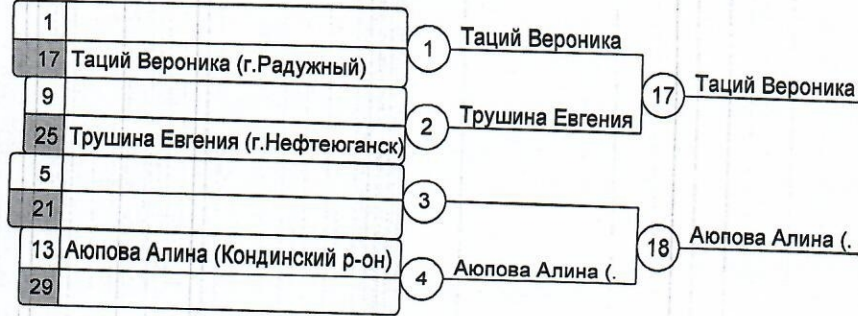 1
17 Таций Вероника (г.Радужный)
1 Таций Вероника
9
25 Трушина Евгения (г.Нефтеюганск)
2 Трушина Евгения
17 Таций Вероника
5
21
3
13 Аюпова Алина (Кондинский р-он)
29
4 Аюпова Алина (.
18 Аюпова Алина (.